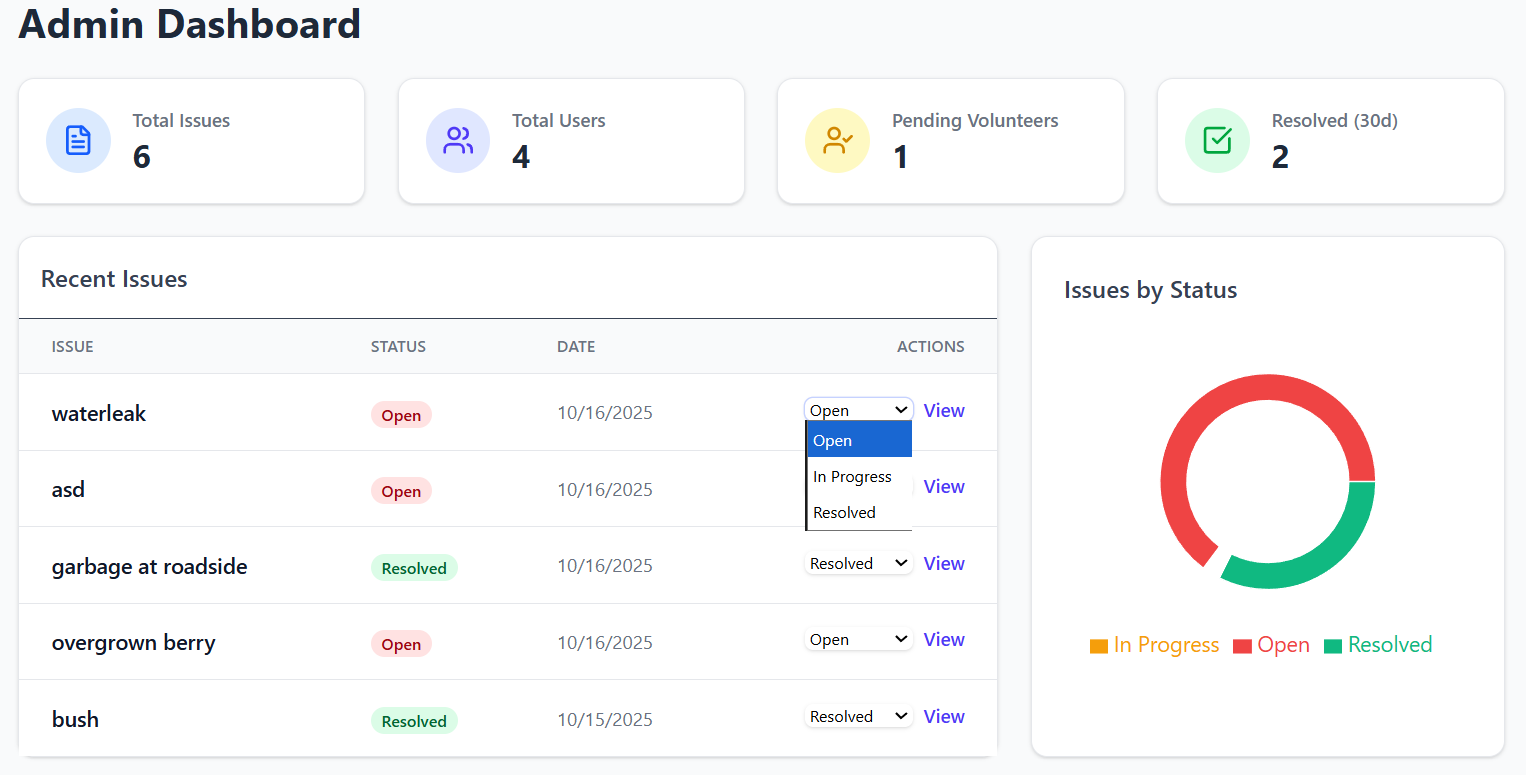 Admin Dashboard
Total Issues
6
Total Users
4
Pending Volunteers
1
Resolved (30d)
2
Recent Issues
ISSUE STATUS DATE ACTIONS
waterleak Open 10/16/2025 Open View
Open
In Progress
Resolved
asd Open 10/16/2025 View
garbage at roadside Resolved 10/16/2025 Resolved View
overgrown berry Open 10/16/2025 Open View
bush Resolved 10/15/2025 Resolved View
Issues by Status
In Progress Open Resolved